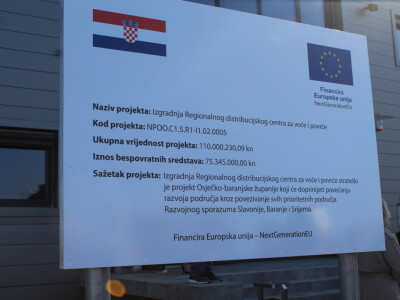 Financira
Europska unija
NextGenerationEU
Naziv projekta: Izgradnja Regionalnog distribucijskog centra za voće i povrće
Kod projekta: NPOO.C1.5.R1-I1.02.0005
Ukupna vrijednost projekta: 110.000.230,09 kn
Iznos bespovratnih sredstava: 75.345.000,00 kn
Sažetak projekta: Izgradnja Regionalnog distribucijskog centra za voće i povrće strateški
je projekt Osječko-baranjske županije koji će doprinijeti povećanju
razvoja područja kroz povezivanje svih prioritetnih područja
Razvojnog sporazuma Slavonije, Baranje i Srijema.
Financira Europska unija – NextGenerationEU